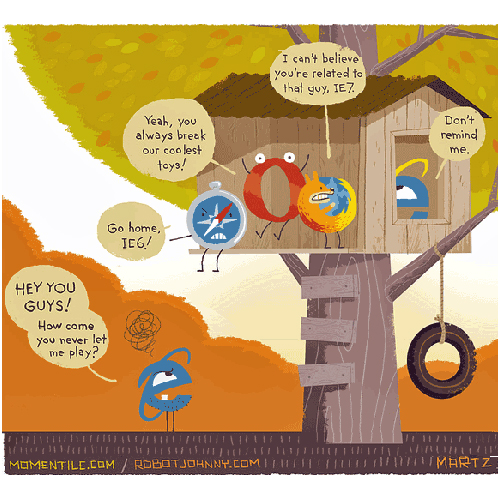 I can't believe
you're related to
that guy, IE7.
Yeah, you
always break
our coolest
toys!
Don't
remind
me.
Go home,
IE6!
HEY YOU
GUYS!
How come
you never let
me play?
MOMENTILE.COM / ROBOTJOHNNY.COM
MARTZ